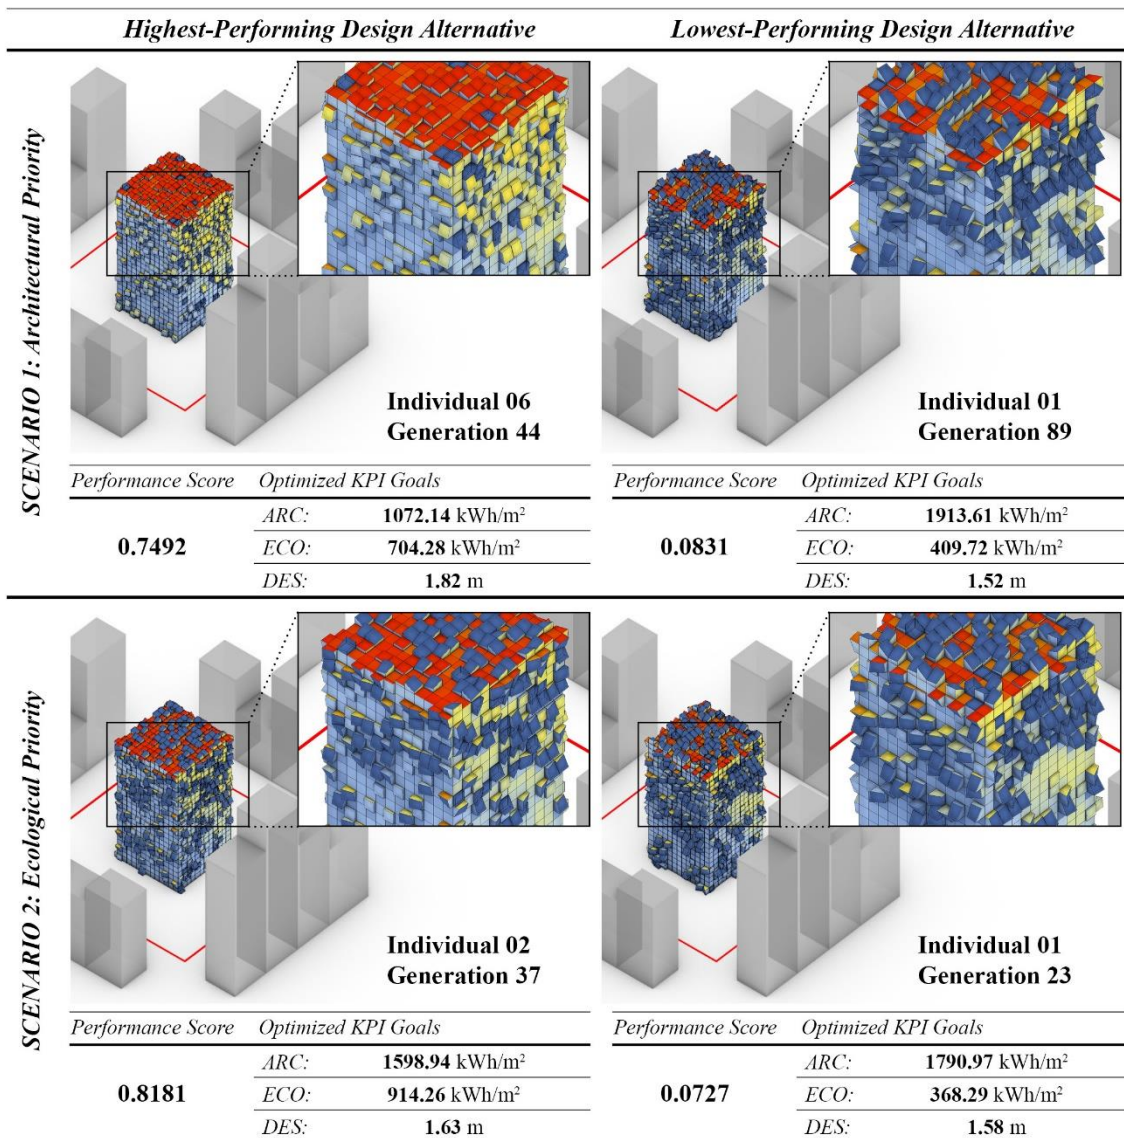 Highest-Performing Design Alternative
Lowest-Performing Design Alternative
SCENARIO 1: Architectural Priority
Individual 06
Generation 44
Individual 01
Generation 89
Performance Score Optimized KPI Goals
0.7492
ARC: 1072.14 kWh/m²
ECO: 704.28 kWh/m²
DES: 1.82 m
Performance Score Optimized KPI Goals
0.0831
ARC: 1913.61 kWh/m²
ECO: 409.72 kWh/m²
DES: 1.52 m
SCENARIO 2: Ecological Priority
Individual 02
Generation 37
Individual 01
Generation 23
Performance Score Optimized KPI Goals
0.8181
ARC: 1598.94 kWh/m²
ECO: 914.26 kWh/m²
DES: 1.63 m
Performance Score Optimized KPI Goals
0.0727
ARC: 1790.97 kWh/m²
ECO: 368.29 kWh/m²
DES: 1.58 m